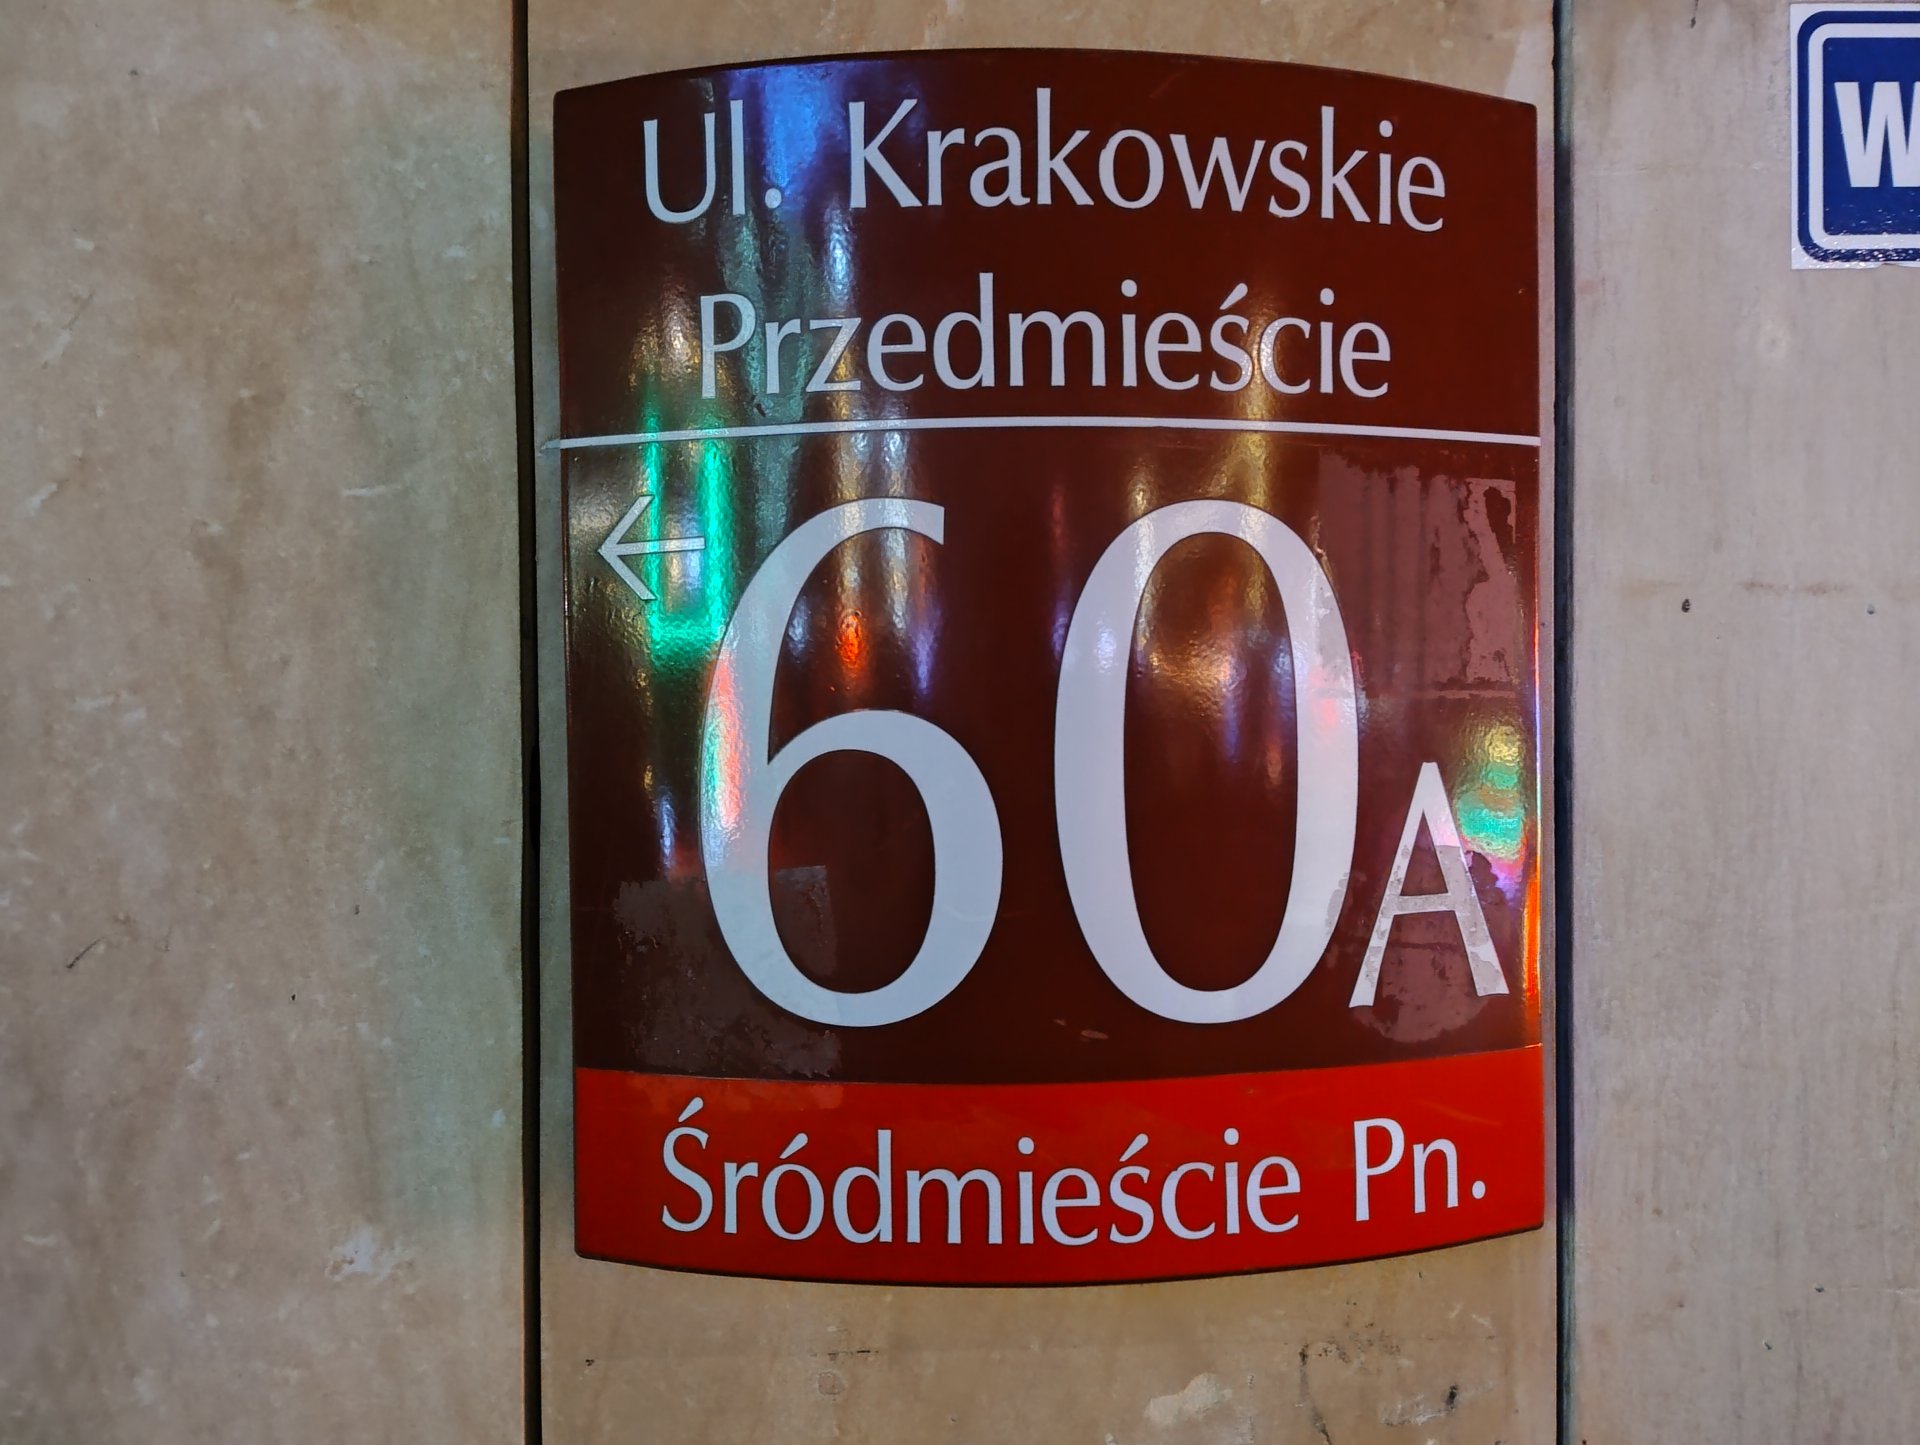 Ul. Krakowskie
Przedmieście
← 60A
Śródmieście Pn.
W